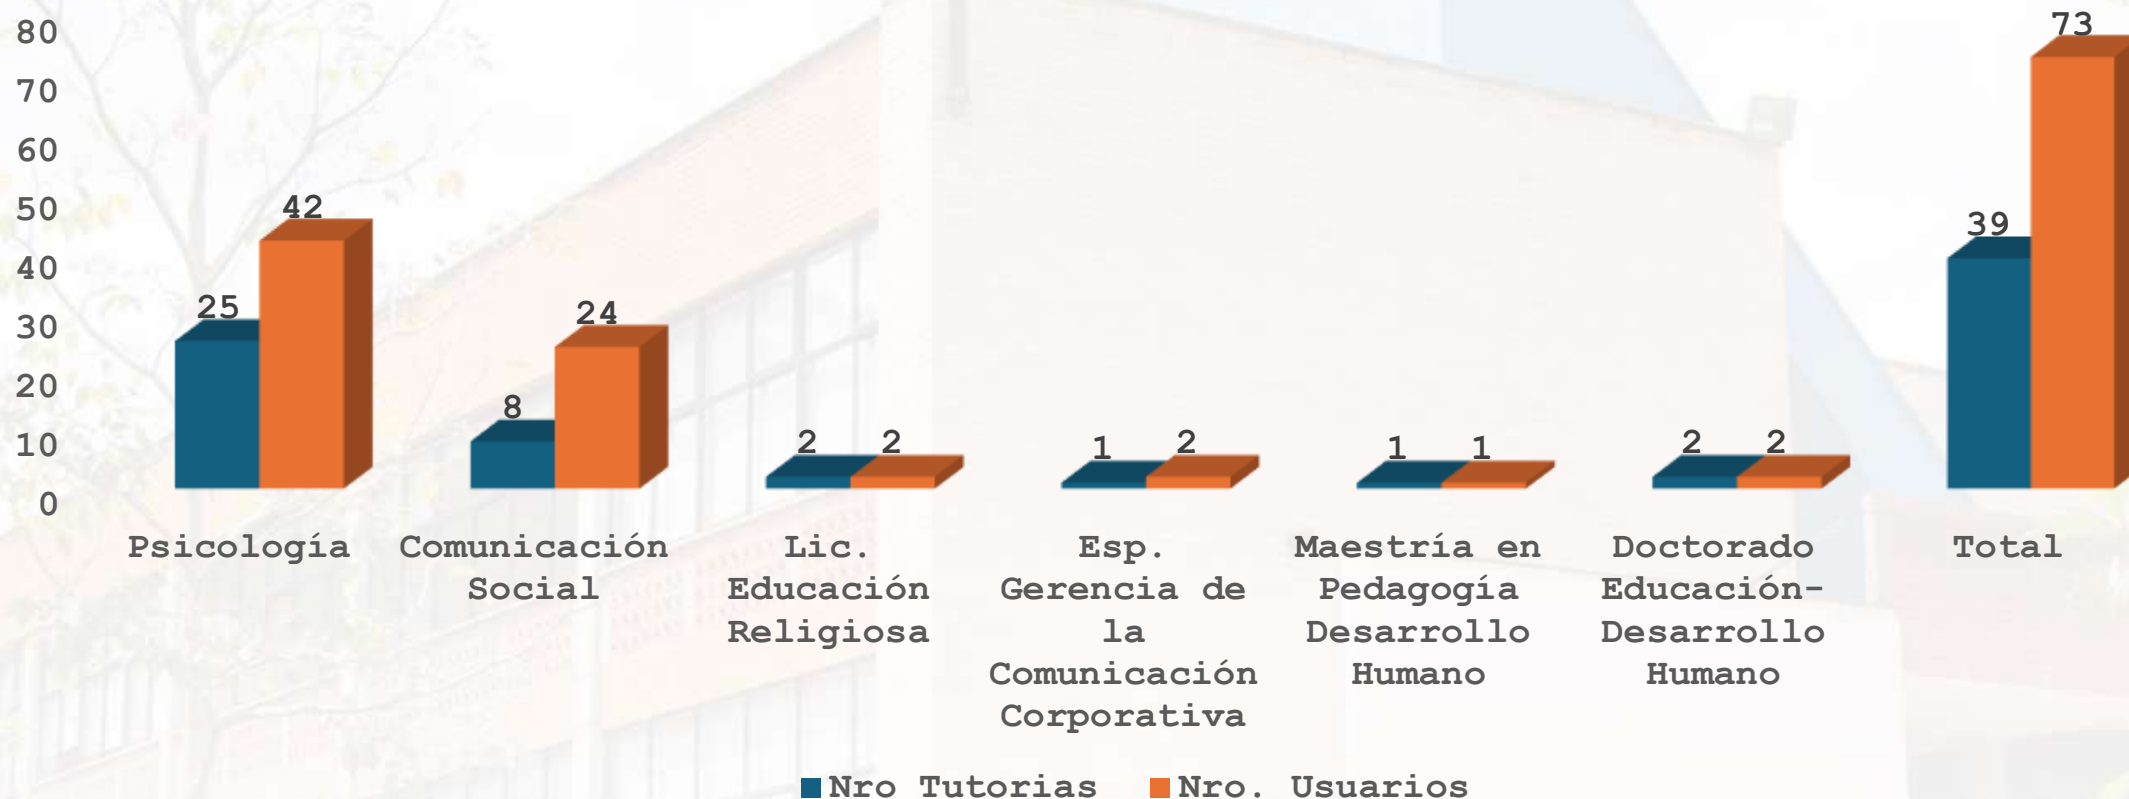 80
70
60
50
40
30
20
10
0
25
42
8
24
2
2
1
2
1
1
2
2
39
73
Psicología
Comunicación
Social
Lic.
Educación
Religiosa
Esp.
Gerencia de
la
Comunicación
Corporativa
Maestría en
Pedagogía
Desarrollo
Humano
Doctorado
Educación-
Desarrollo
Humano
Total
Nro Tutorias
Nro. Usuarios